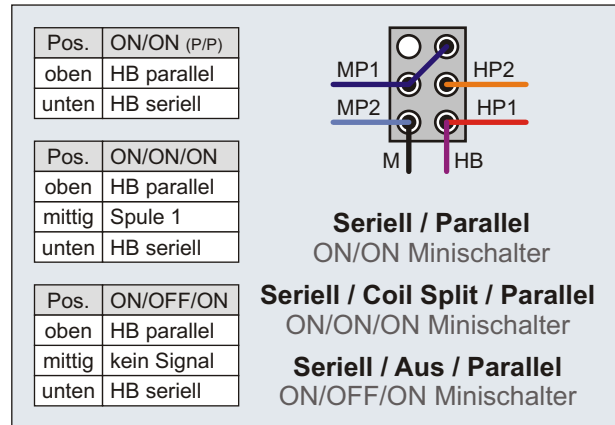 Pos. ON/ON (P/P)
oben HB parallel
unten HB seriell
Pos. ON/ON/ON
oben HB parallel
mittig Spule 1
unten HB seriell
Pos. ON/OFF/ON
oben HB parallel
mittig kein Signal
unten HB seriell
MP1 HP2
MP2 HP1
M HB
Seriell / Parallel
ON/ON Minischalter
Seriell / Coil Split / Parallel
ON/ON/ON Minischalter
Seriell / Aus / Parallel
ON/OFF/ON Minischalter